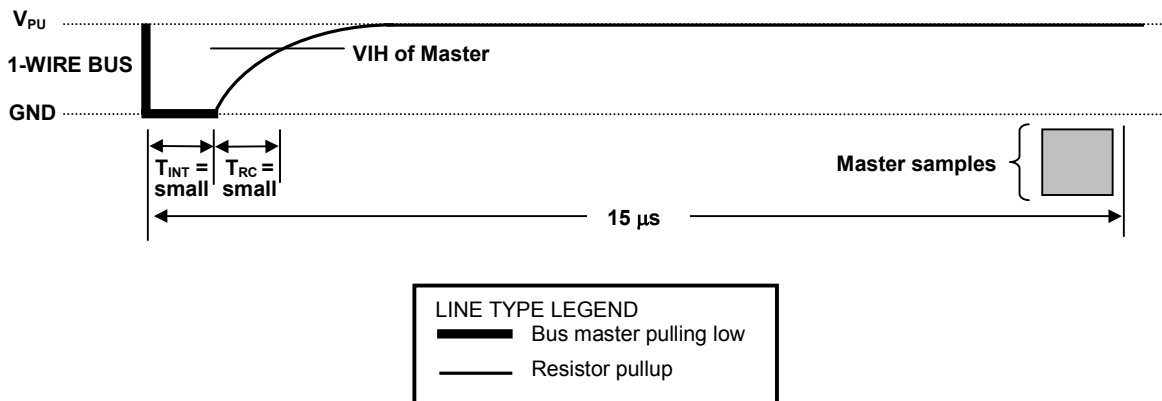 VPU
1-WIRE BUS
VIH of Master
GND
TINT =
small
TRC =
small
Master samples
15 μs
LINE TYPE LEGEND
Bus master pulling low
Resistor pullup